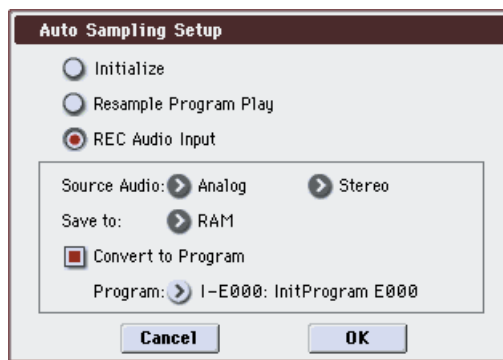 Auto Sampling Setup
Initialize
Resample Program Play
REC Audio Input
Source Audio: Analog Stereo
Save to: RAM
Convert to Program
Program: I-E000: InitProgram E000
Cancel OK